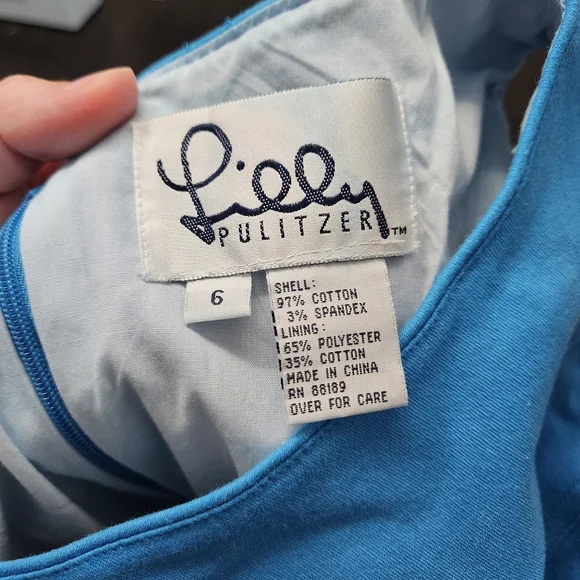 Lilly
PULITZER™
6
SHELL:
97% COTTON
3% SPANDEX
LINING:
65% POLYESTER
35% COTTON
MADE IN CHINA
RN 88189
OVER FOR CARE